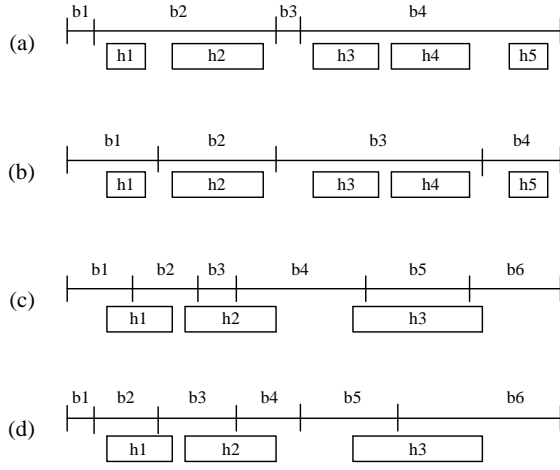 b1 b2 b3 b4
(a)
h1 h2 h3 h4 h5
b1 b2 b3 b4
(b)
h1 h2 h3 h4 h5
b1 b2 b3 b4 b5 b6
(c)
h1 h2 h3
b1 b2 b3 b4 b5 b6
(d)
h1 h2 h3